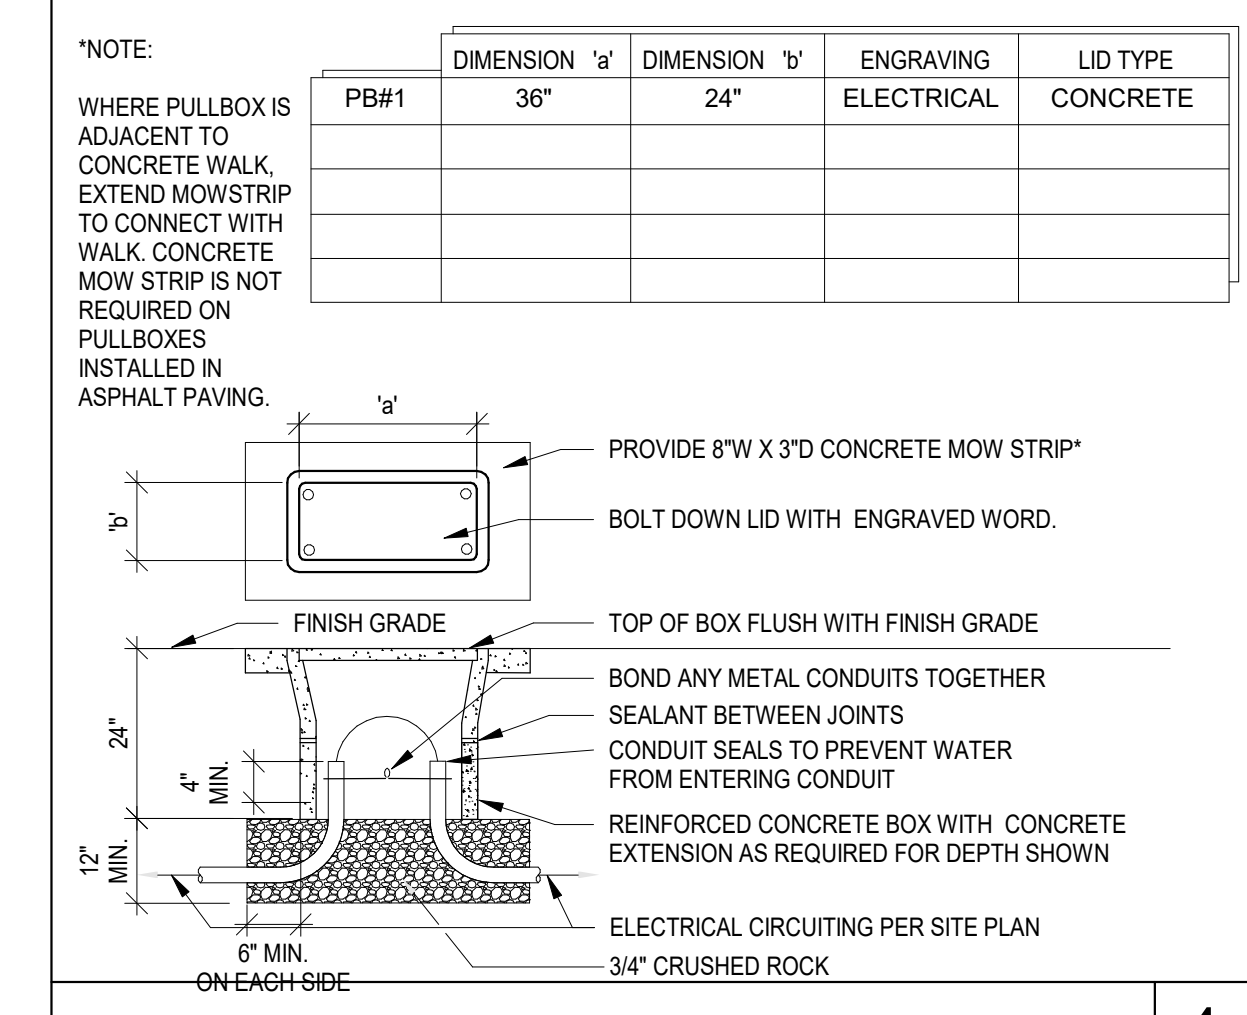 *NOTE:
WHERE PULLBOX IS
ADJACENT TO
CONCRETE WALK,
EXTEND MOWSTRIP
TO CONNECT WITH
WALK. CONCRETE
MOW STRIP IS NOT
REQUIRED ON
PULLBOXES
INSTALLED IN
ASPHALT PAVING.
DIMENSION 'a' DIMENSION 'b' ENGRAVING LID TYPE
PB#1 36" 24" ELECTRICAL CONCRETE
'a'
'b'
PROVIDE 8"W X 3"D CONCRETE MOW STRIP*
BOLT DOWN LID WITH ENGRAVED WORD.
FINISH GRADE
TOP OF BOX FLUSH WITH FINISH GRADE
BOND ANY METAL CONDUITS TOGETHER
SEALANT BETWEEN JOINTS
CONDUIT SEALS TO PREVENT WATER
FROM ENTERING CONDUIT
REINFORCED CONCRETE BOX WITH CONCRETE
EXTENSION AS REQUIRED FOR DEPTH SHOWN
ELECTRICAL CIRCUITING PER SITE PLAN
3/4" CRUSHED ROCK
24"
4"
MIN.
12"
MIN.
6" MIN.
ON EACH SIDE